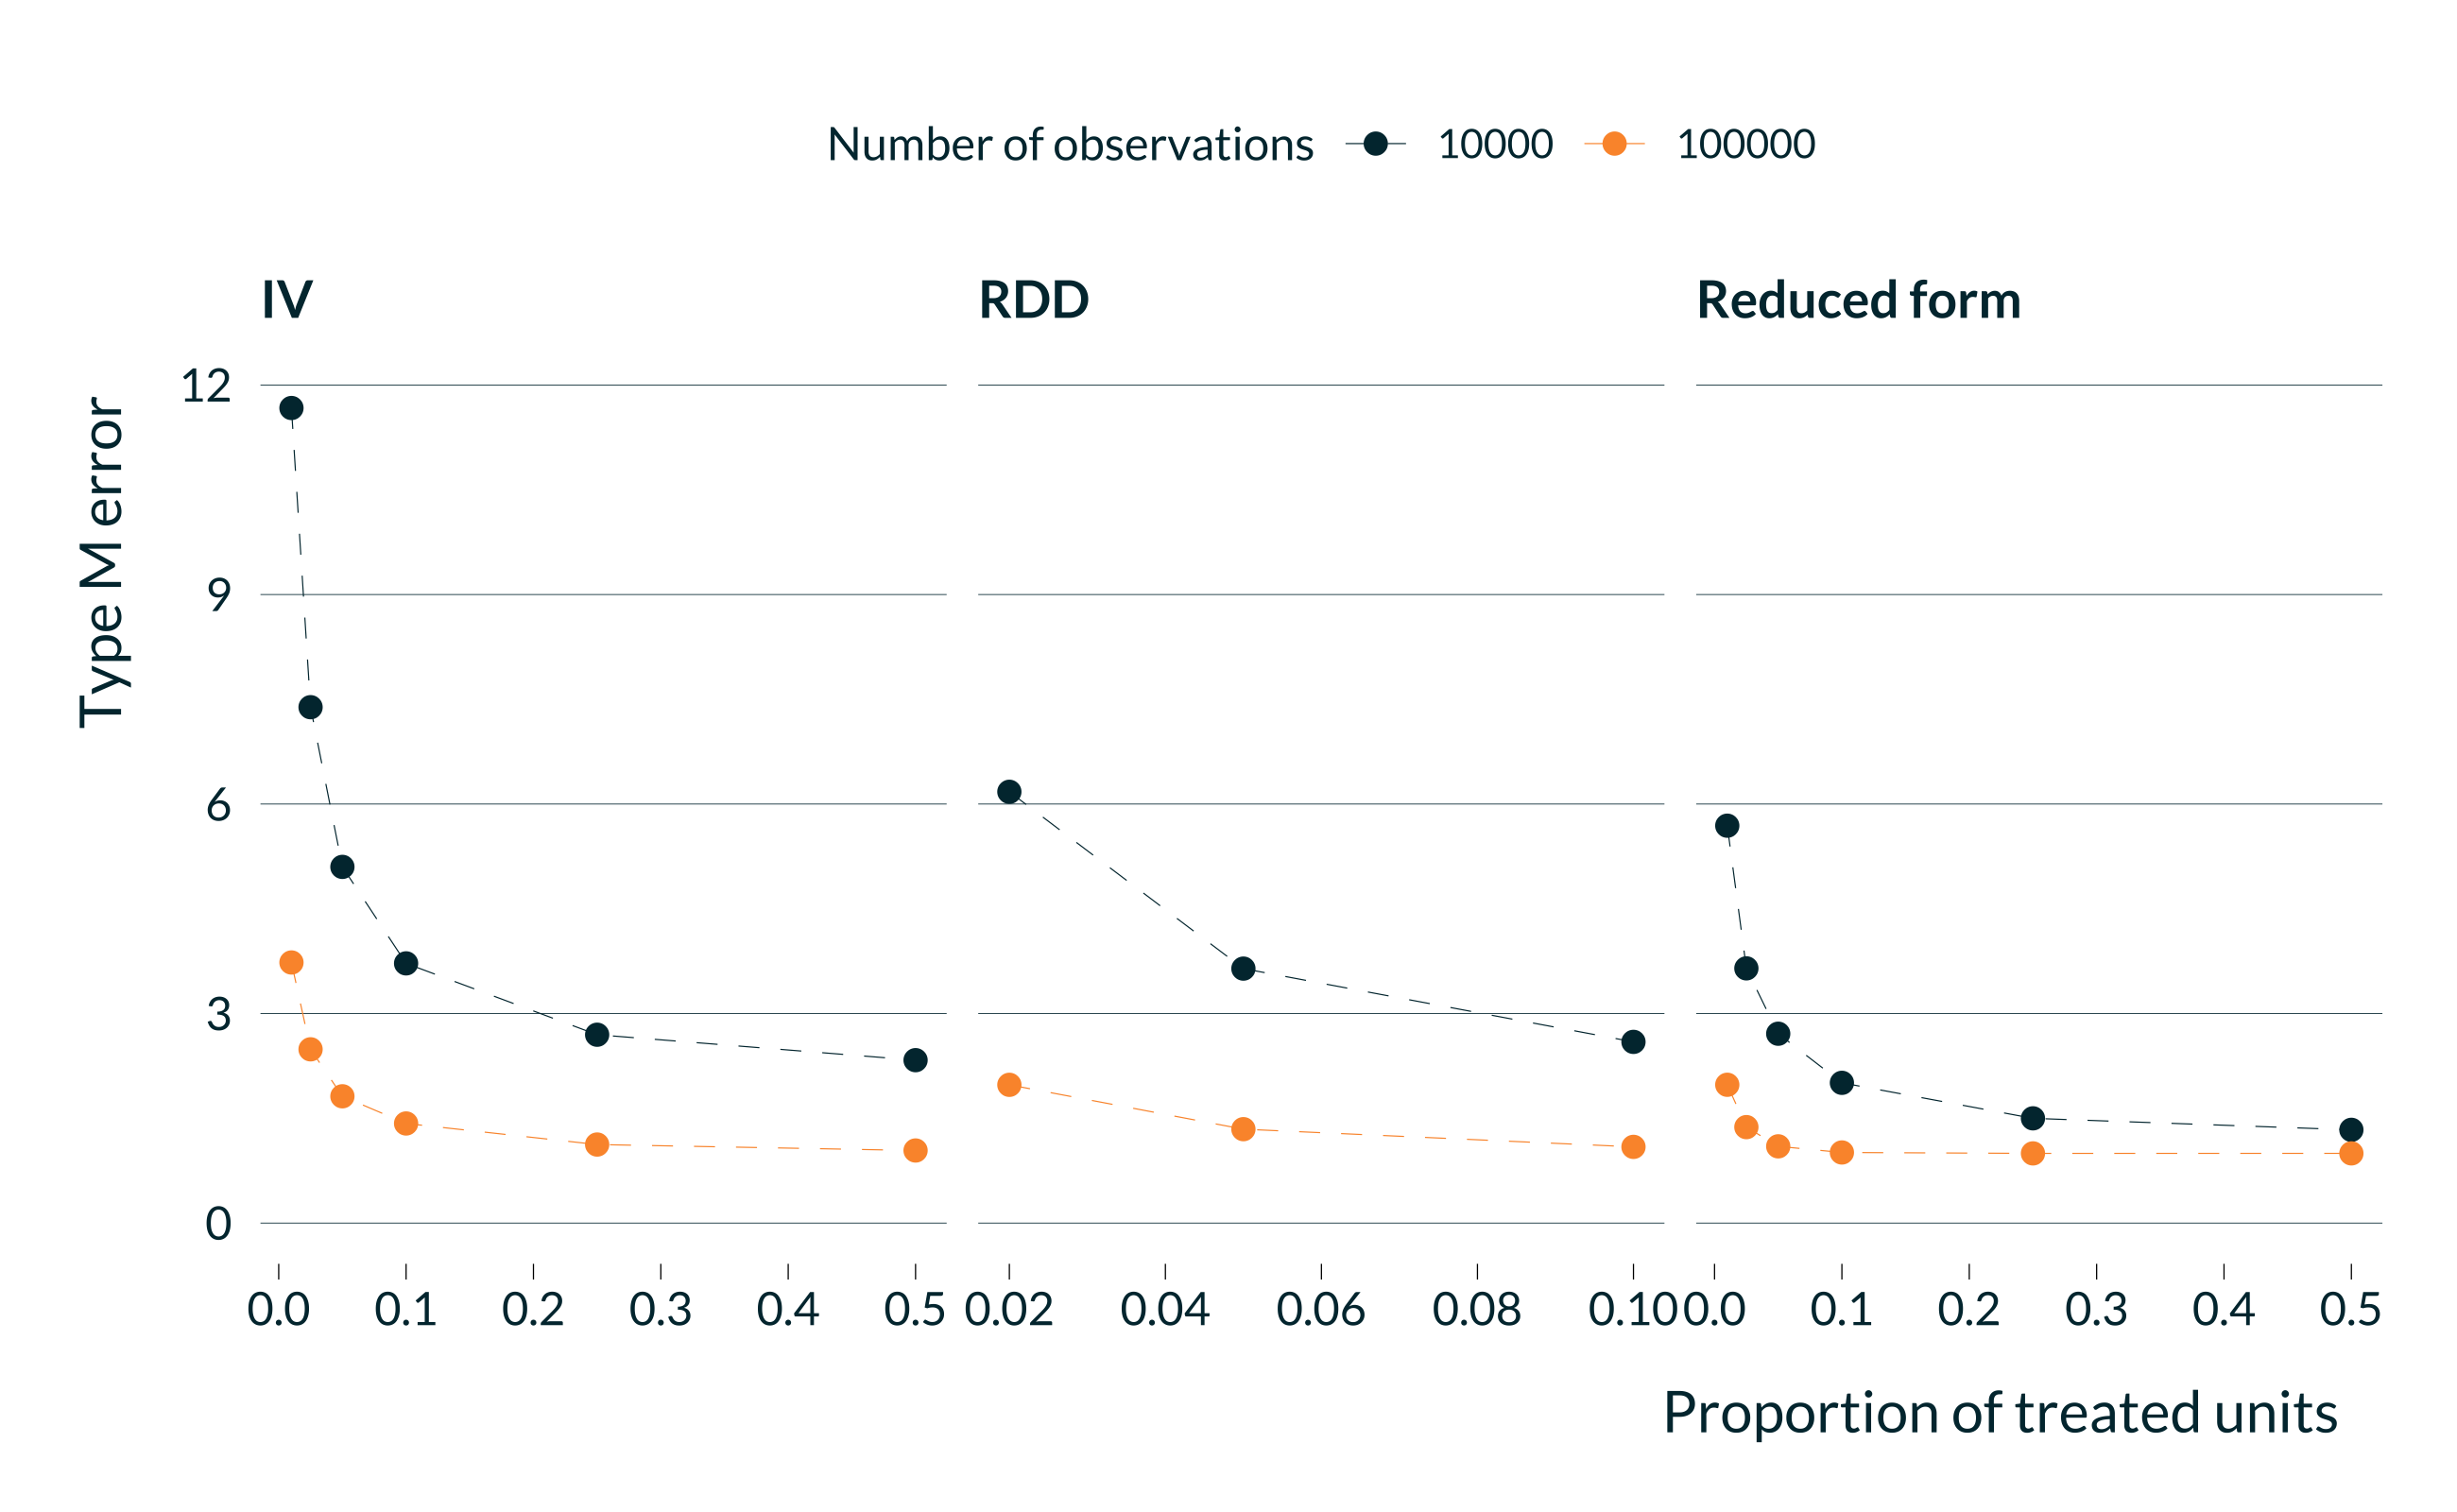 Number of observations 10000 100000
IV RDD Reduced form
Type M error
12
9
6
3
0
0.0 0.1 0.2 0.3 0.4 0.5 0.02 0.04 0.06 0.08 0.10 0.0 0.1 0.2 0.3 0.4 0.5
Proportion of treated units